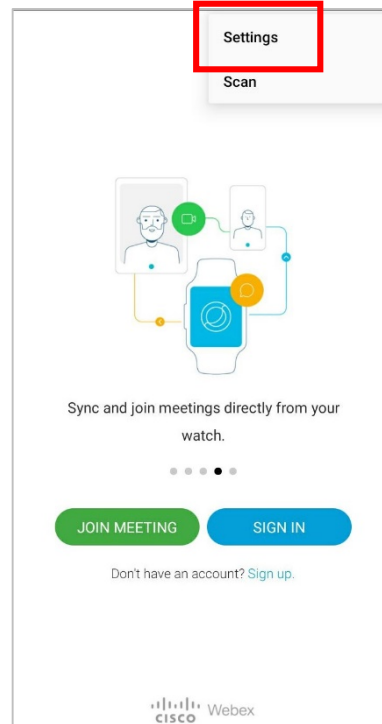 Settings
Scan
Sync and join meetings directly from your
watch.
JOIN MEETING
SIGN IN
Don't have an account? Sign up.
CISCO Webex